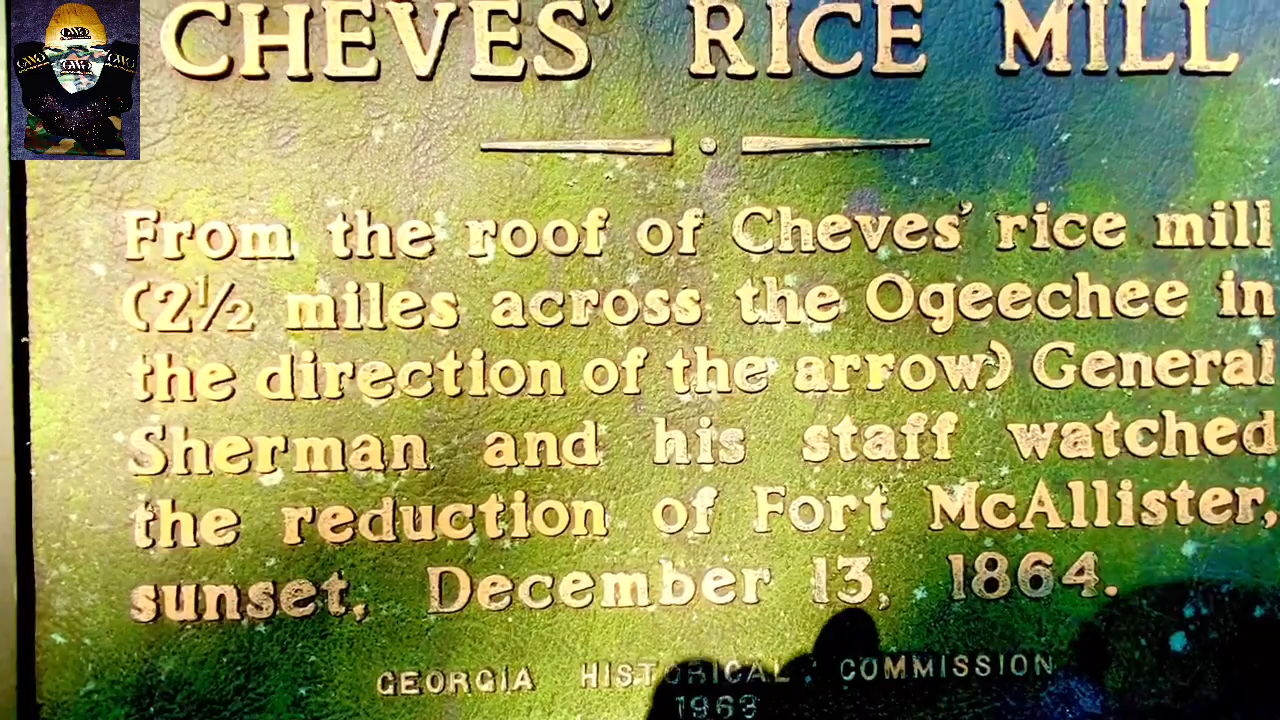 CHEVES' RICE MILL
From the roof of Cheves' rice mill
(2½ miles across the Ogeechee in
the direction of the arrow) General
Sherman and his staff watched
the reduction of Fort McAllister,
sunset, December 13, 1864.
GEORGIA HISTORICAL COMMISSION
1963